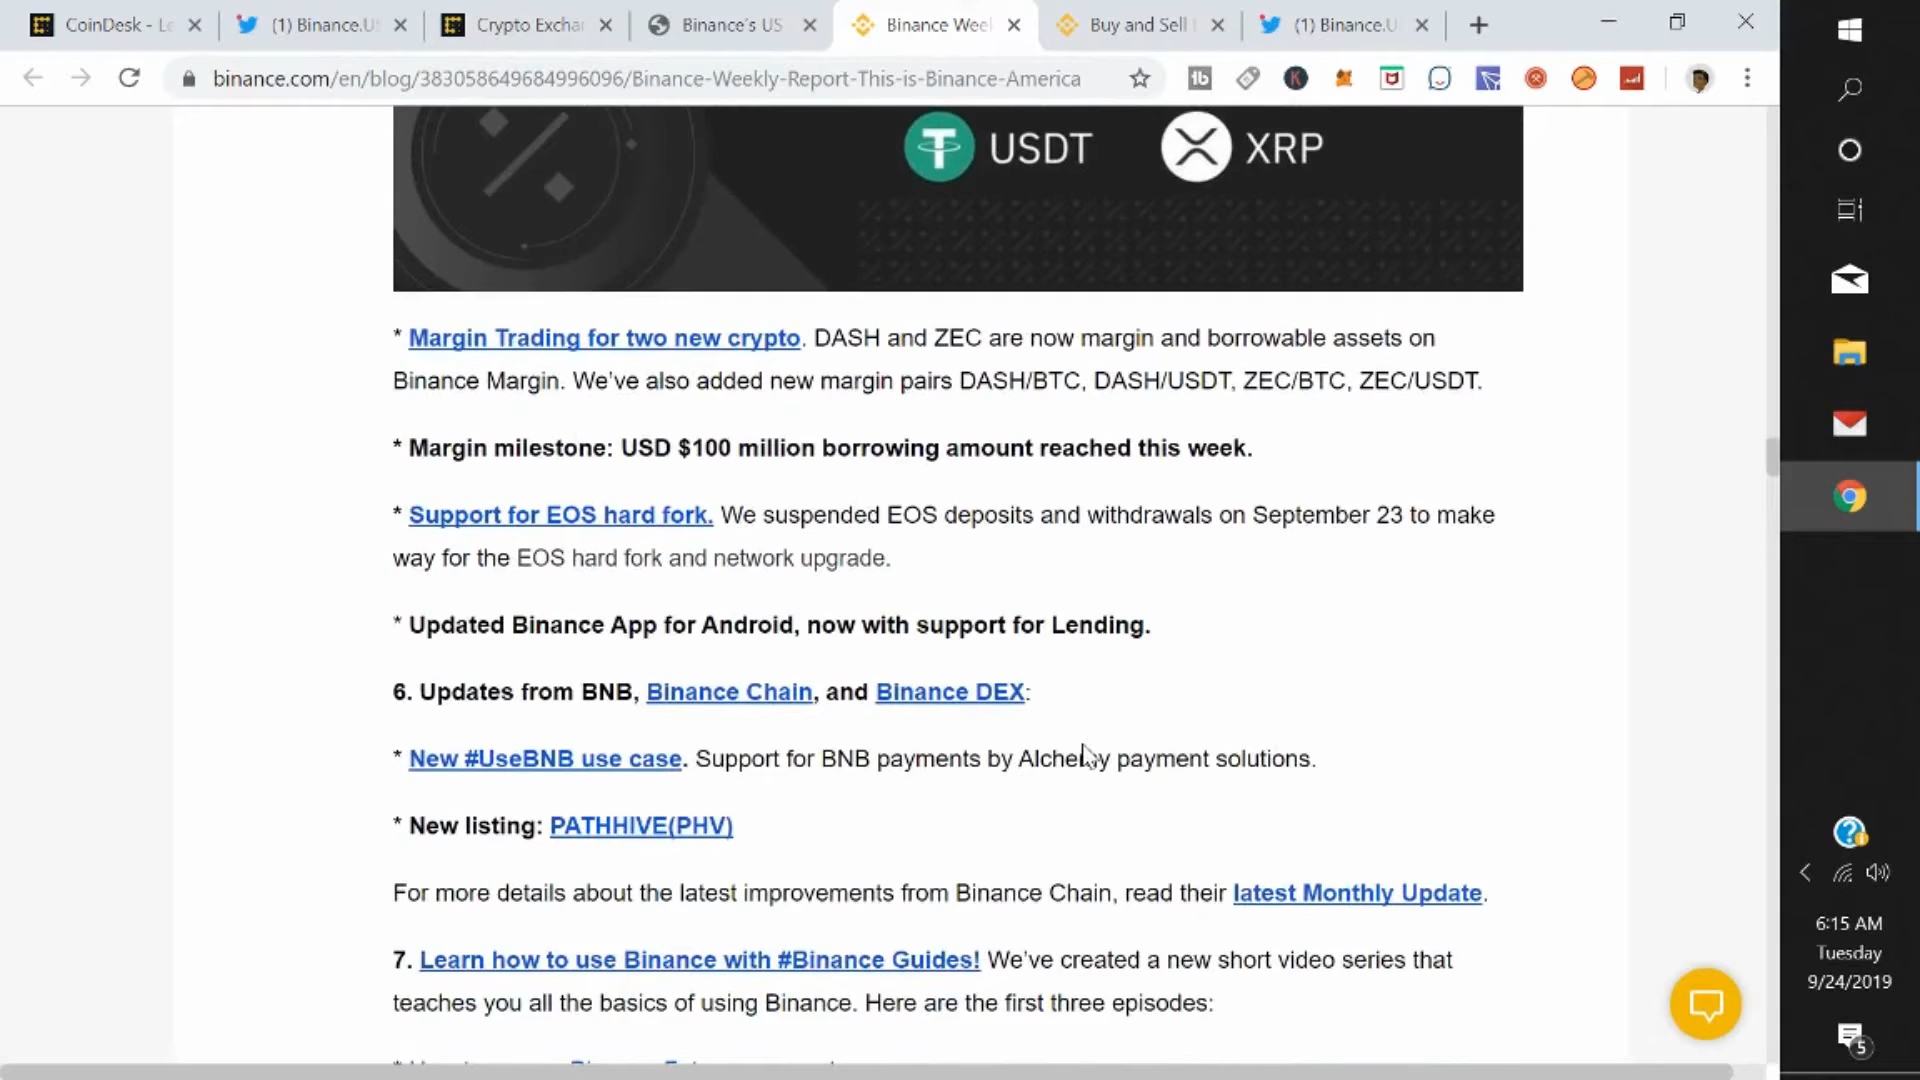 CoinDesk - Le
(1) Binance.US
Crypto Exchan
Binance's US
Binance Week
Buy and Sell
(1) Binance.U
binance.com/en/blog/383058649684996096/Binance-Weekly-Report-This-is-Binance-America
USDT XRP
* Margin Trading for two new crypto. DASH and ZEC are now margin and borrowable assets on
Binance Margin. We've also added new margin pairs DASH/BTC, DASH/USDT, ZEC/BTC, ZEC/USDT.
* Margin milestone: USD $100 million borrowing amount reached this week.
* Support for EOS hard fork. We suspended EOS deposits and withdrawals on September 23 to make
way for the EOS hard fork and network upgrade.
* Updated Binance App for Android, now with support for Lending.
6. Updates from BNB, Binance Chain, and Binance DEX:
* New #UseBNB use case. Support for BNB payments by Alchemy payment solutions.
* New listing: PATHHIVE(PHV)
For more details about the latest improvements from Binance Chain, read their latest Monthly Update.
7. Learn how to use Binance with #Binance Guides! We've created a new short video series that
teaches you all the basics of using Binance. Here are the first three episodes:
6:15 AM
Tuesday
9/24/2019
5